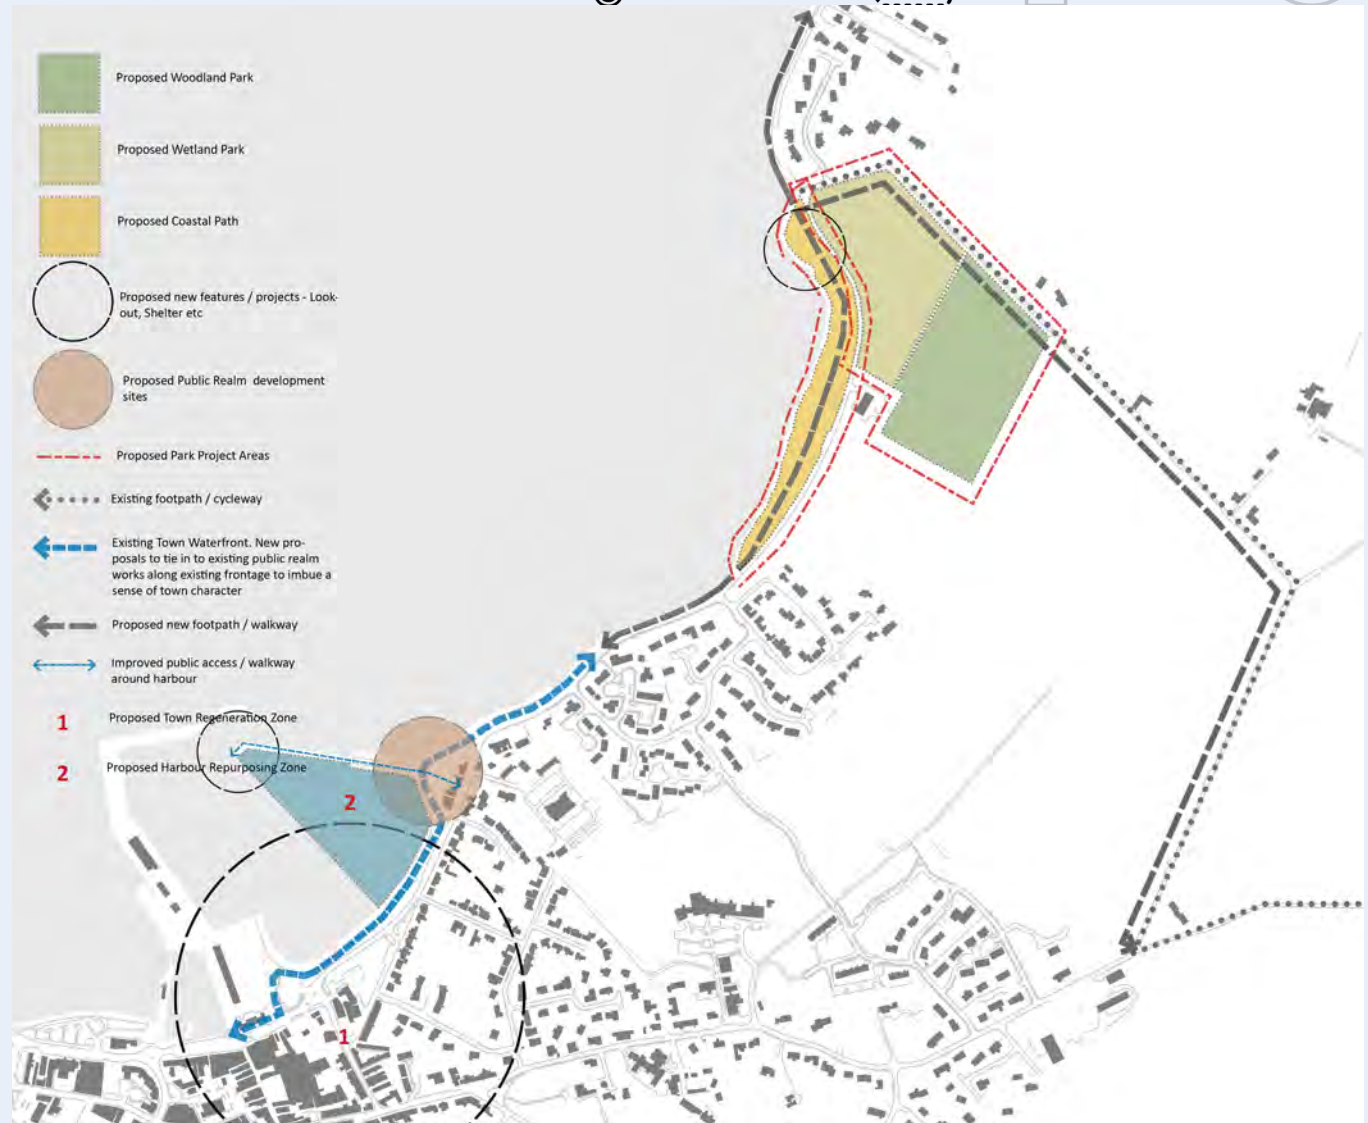 Proposed Woodland Park
Proposed Wetland Park
Proposed Coastal Path
Proposed new features / projects - Look-
out, Shelter etc
Proposed Public Realm development
sites
Proposed Park Project Areas
Existing footpath / cycleway
Existing Town Waterfront. New pro-
posals to tie in to existing public realm
works along existing frontage to imbue a
sense of town character
Proposed new footpath / walkway
Improved public access / walkway
around harbour
1 Proposed Town Regeneration Zone
2 Proposed Harbour Repurposing Zone
2
1